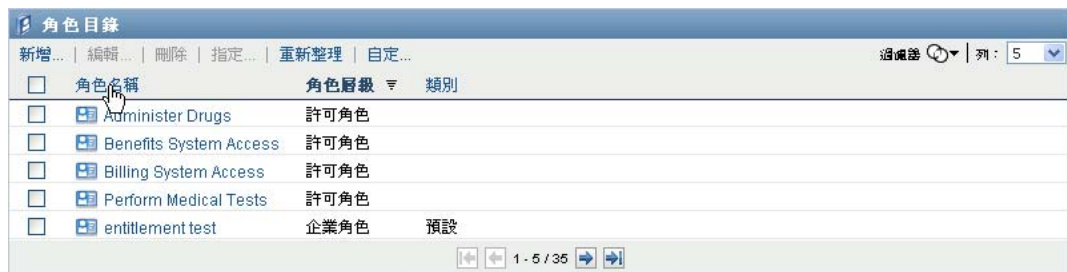 角色目錄
新增... | 編輯... | 刪除 | 指定... | 重新整理 | 自定... 過濾器 列: 5
角色名稱 角色層級 類別
Administer Drugs 許可角色
Benefits System Access 許可角色
Billing System Access 許可角色
Perform Medical Tests 許可角色
entitlement test 企業角色 預設
1 - 5 / 35